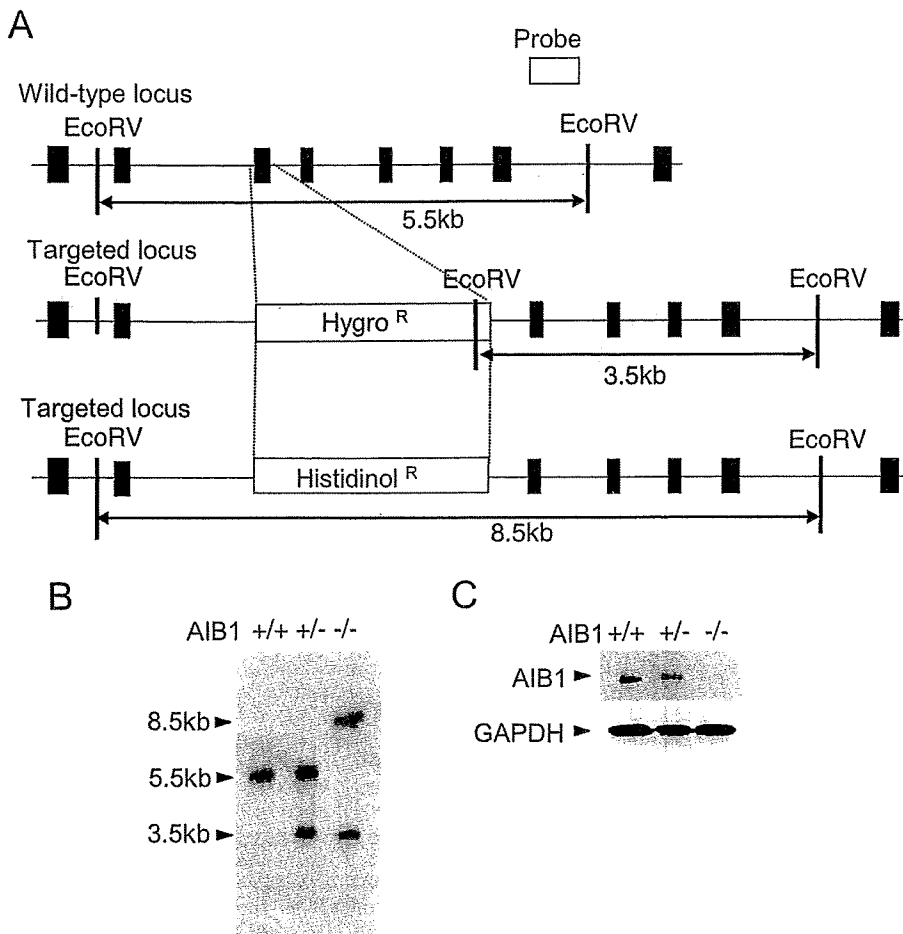 A
Probe
Wild-type locus
EcoRV
EcoRV
5.5kb
Targeted locus
EcoRV
EcoRV
EcoRV
Hygro R
3.5kb
Targeted locus
EcoRV
EcoRV
Histidinol R
8.5kb
B
AIB1 +/+ +/- -/-
8.5kb
5.5kb
3.5kb
C
AIB1 +/+ +/- -/-
AIB1
GAPDH